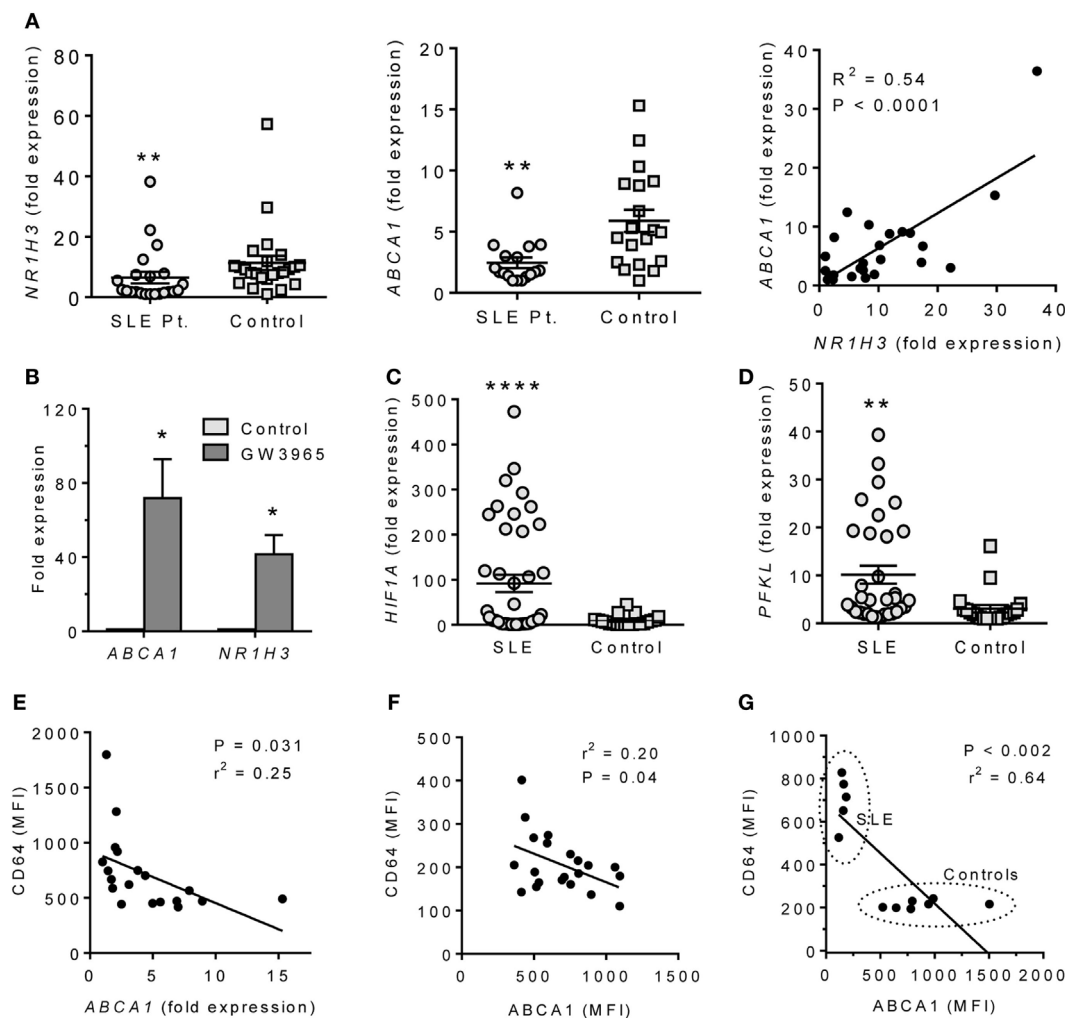 A
NR1H3 (fold expression)
80
60
40
20
0
**
SLE Pt.
Control
ABCA1 (fold expression)
20
15
10
5
0
**
SLE Pt.
Control
ABCA1 (fold expression)
40
30
20
10
0
R² = 0.54
P < 0.0001
0 10 20 30 40
NR1H3 (fold expression)
B
Fold expression
120
80
40
0
Control
GW3965
*
*
ABCA1
NR1H3
C
HIF1A (fold expression)
500
400
300
200
100
0
****
SLE
Control
D
PFKL (fold expression)
50
40
30
20
10
0
**
SLE
Control
E
CD64 (MFI)
2000
1500
1000
500
0
P = 0.031
r² = 0.25
0 5 10 15
ABCA1 (fold expression)
F
CD64 (MFI)
500
400
300
200
100
0
r² = 0.20
P = 0.04
0 500 1000 1500
ABCA1 (MFI)
G
CD64 (MFI)
1000
800
600
400
200
0
P < 0.002
r² = 0.64
SLE
Controls
0 500 1000 1500 2000
ABCA1 (MFI)